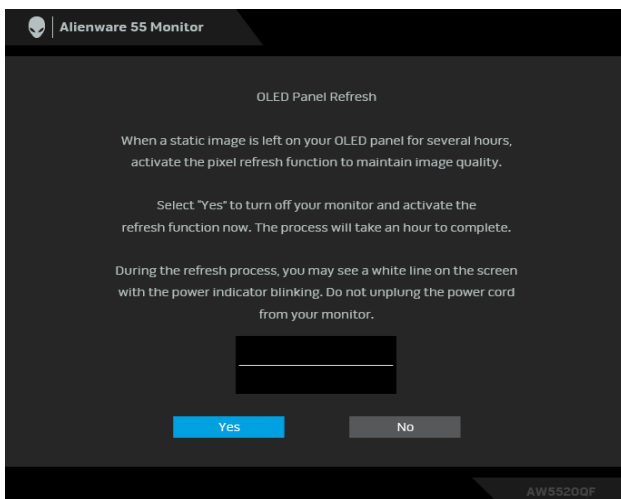 Alienware 55 Monitor
OLED Panel Refresh
When a static image is left on your OLED panel for several hours,
activate the pixel refresh function to maintain image quality.
Select "Yes" to turn off your monitor and activate the
refresh function now. The process will take an hour to complete.
During the refresh process, you may see a white line on the screen
with the power indicator blinking. Do not unplung the power cord
from your monitor.
Yes
No
AW5520QF